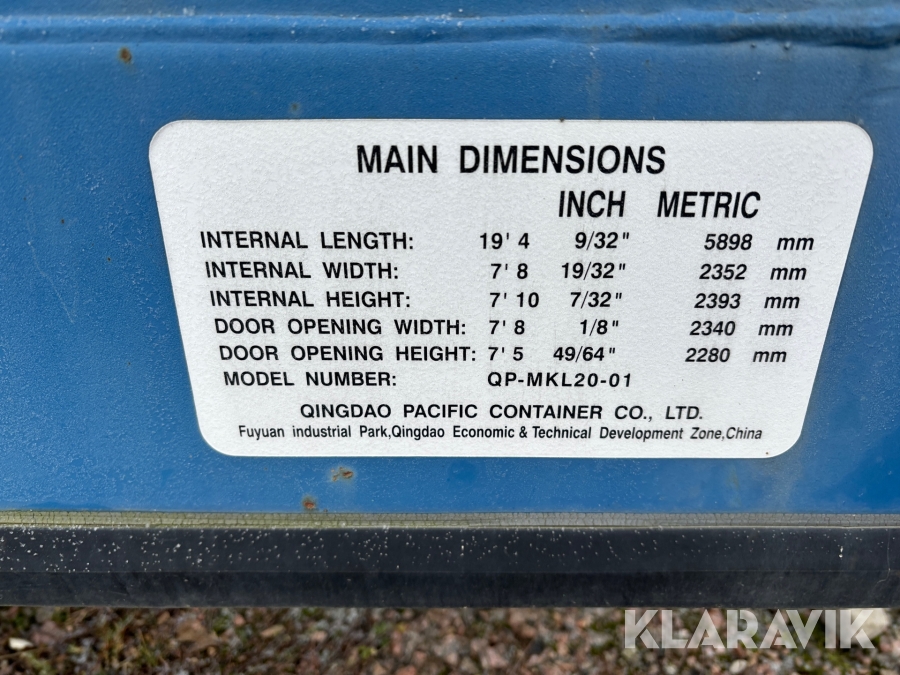 MAIN DIMENSIONS
INCH METRIC
INTERNAL LENGTH: 19' 4 9/32" 5898 mm
INTERNAL WIDTH: 7' 8 19/32" 2352 mm
INTERNAL HEIGHT: 7' 10 7/32" 2393 mm
DOOR OPENING WIDTH: 7' 8 1/8" 2340 mm
DOOR OPENING HEIGHT: 7' 5 49/64" 2280 mm
MODEL NUMBER: QP-MKL20-01
QINGDAO PACIFIC CONTAINER CO., LTD.
Fuyuan industrial Park,Qingdao Economic & Technical Development Zone,China
KLARAVIK